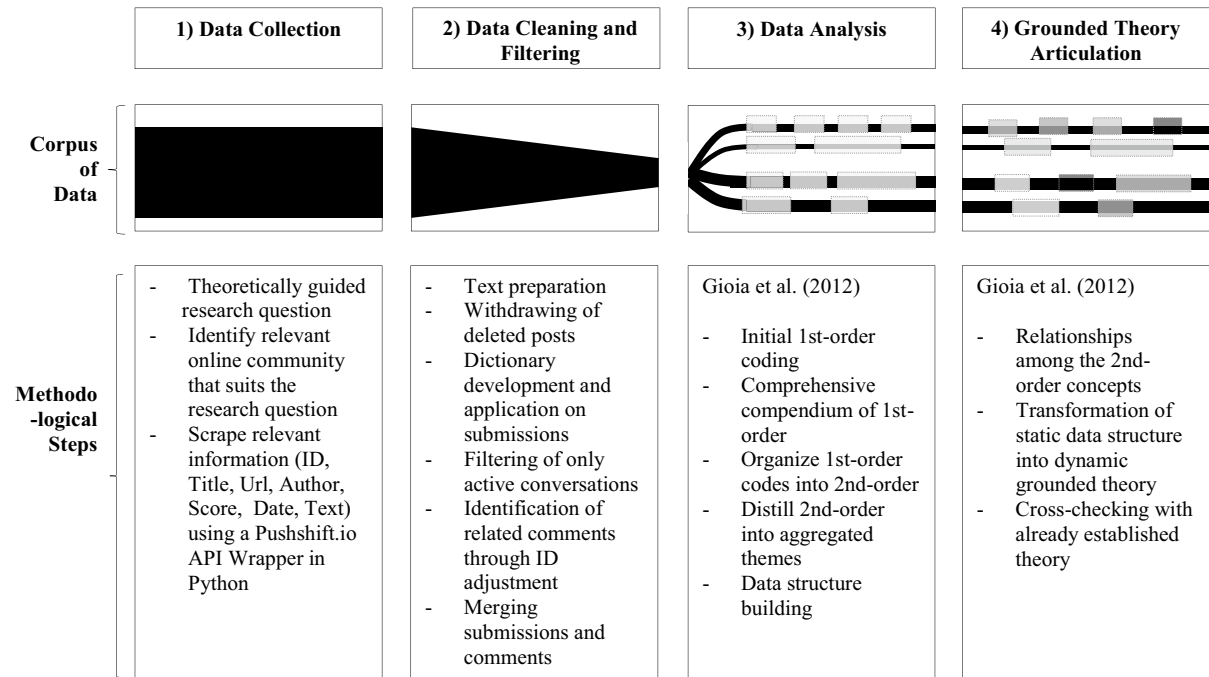 1) Data Collection
2) Data Cleaning and
Filtering
3) Data Analysis
4) Grounded Theory
Articulation
Corpus
of
Data
Methodo
-logical
Steps
- Theoretically guided
research question
- Identify relevant
online community
that suits the
research question
- Scrape relevant
information (ID,
Title, Url, Author,
Score, Date, Text)
using a Pushshift.io
API Wrapper in
Python
- Text preparation
- Withdrawing of
deleted posts
- Dictionary
development and
application on
submissions
- Filtering of only
active conversations
- Identification of
related comments
through ID
adjustment
- Merging
submissions and
comments
Gioia et al. (2012)
- Initial 1st-order
coding
- Comprehensive
compendium of 1st-
order
- Organize 1st-order
codes into 2nd-order
- Distill 2nd-order
into aggregated
themes
- Data structure
building
Gioia et al. (2012)
- Relationships
among the 2nd-
order concepts
- Transformation of
static data structure
into dynamic
grounded theory
- Cross-checking with
already established
theory